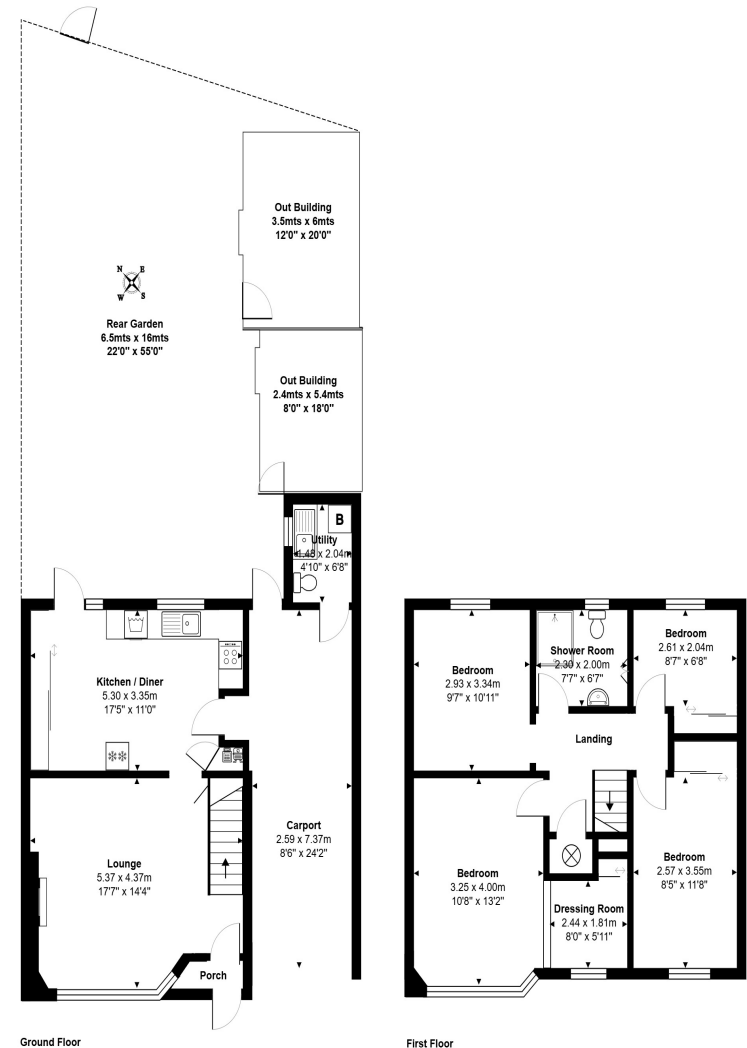 Out Building
3.5mts x 6mts
12'0" x 20'0"
N E
W S
Rear Garden
6.5mts x 16mts
22'0" x 55'0"
Out Building
2.4mts x 5.4mts
8'0" x 18'0"
B
Utility
1.48 x 2.04m
4'10" x 6'8"
Kitchen / Diner
5.30 x 3.35m
17'5" x 11'0"
Carport
2.59 x 7.37m
8'6" x 24'2"
Lounge
5.37 x 4.37m
17'7" x 14'4"
Porch
Ground Floor
Bedroom
2.93 x 3.34m
9'7" x 10'11"
Shower Room
2.30 x 2.00m
7'7" x 6'7"
Bedroom
2.61 x 2.04m
8'7" x 6'8"
Landing
Bedroom
3.25 x 4.00m
10'8" x 13'2"
Dressing Room
2.44 x 1.81m
8'0" x 5'11"
Bedroom
2.57 x 3.55m
8'5" x 11'8"
First Floor